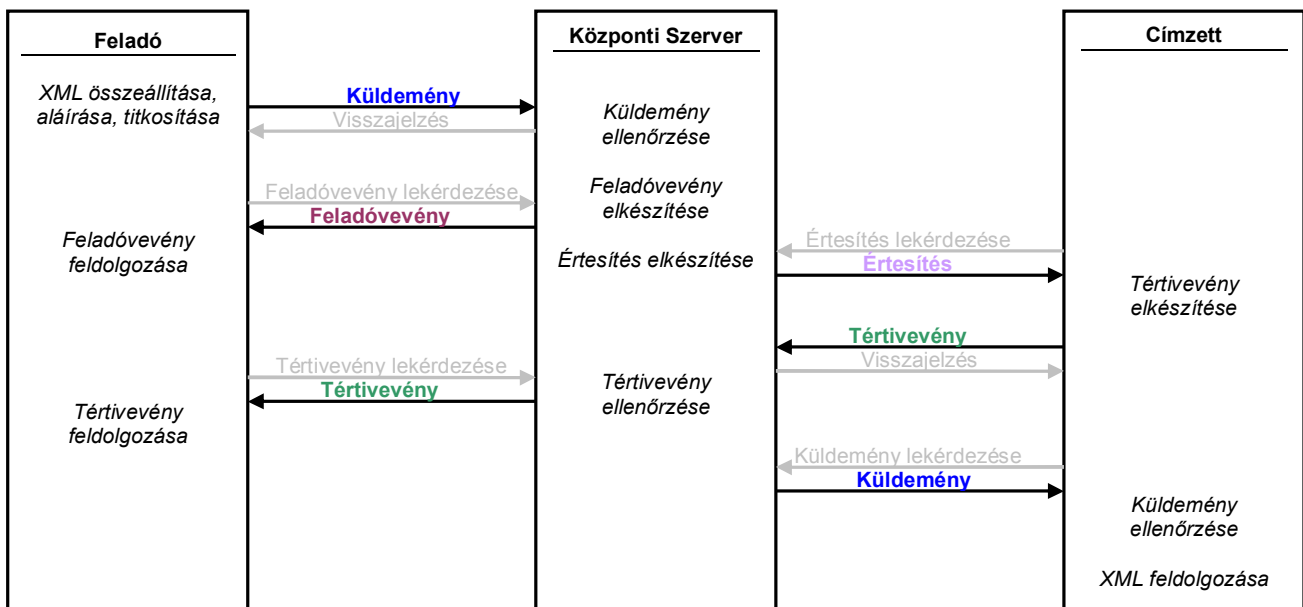 Feladó
Központi Szerver
Címzett
XML összeállítása,
aláírása, titkosítása
Küldemény
Visszajelzés
Küldemény
ellenőrzése
Feladóvevény lekérdezése
Feladóvevény
Feladóvevény
elkészítése
Feladóvevény
feldolgozása
Értesítés elkészítése
Értesítés lekérdezése
Értesítés
Tértivevény
elkészítése
Tértivevény
Visszajelzés
Tértivevény lekérdezése
Tértivevény
Tértivevény
ellenőrzése
Tértivevény
feldolgozása
Küldemény lekérdezése
Küldemény
Küldemény
ellenőrzése
XML feldolgozása